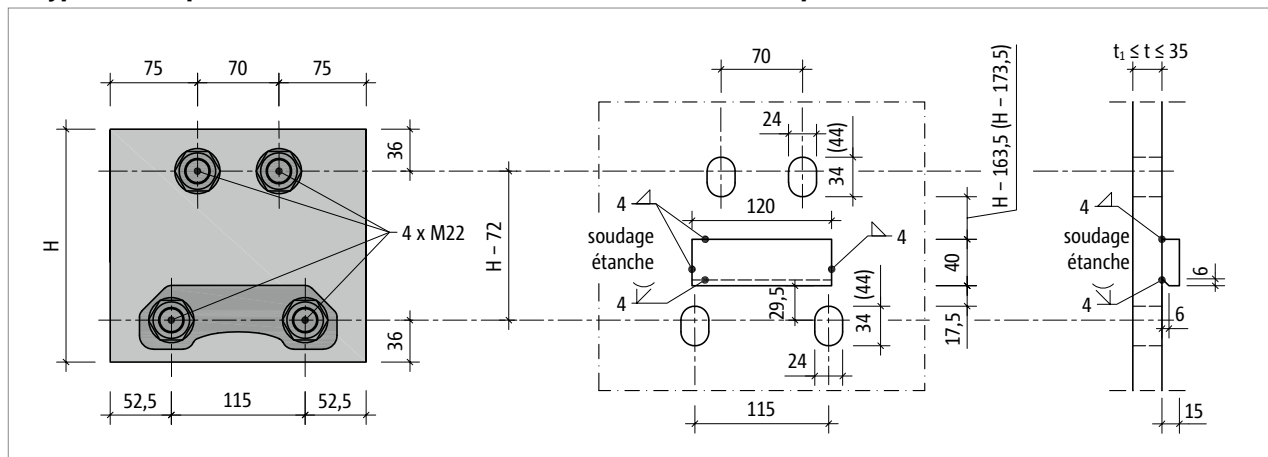 75
70
75
36
H
H − 72
4 x M22
36
52,5
115
52,5
70
24
34 (44)
4
120
soudage
étanche
4
4
29,5
34 (44)
24
115
H − 163,5 (H − 173,5)
40
17,5
t₁ ≤ t ≤ 35
4
soudage
étanche
4
6
6
15